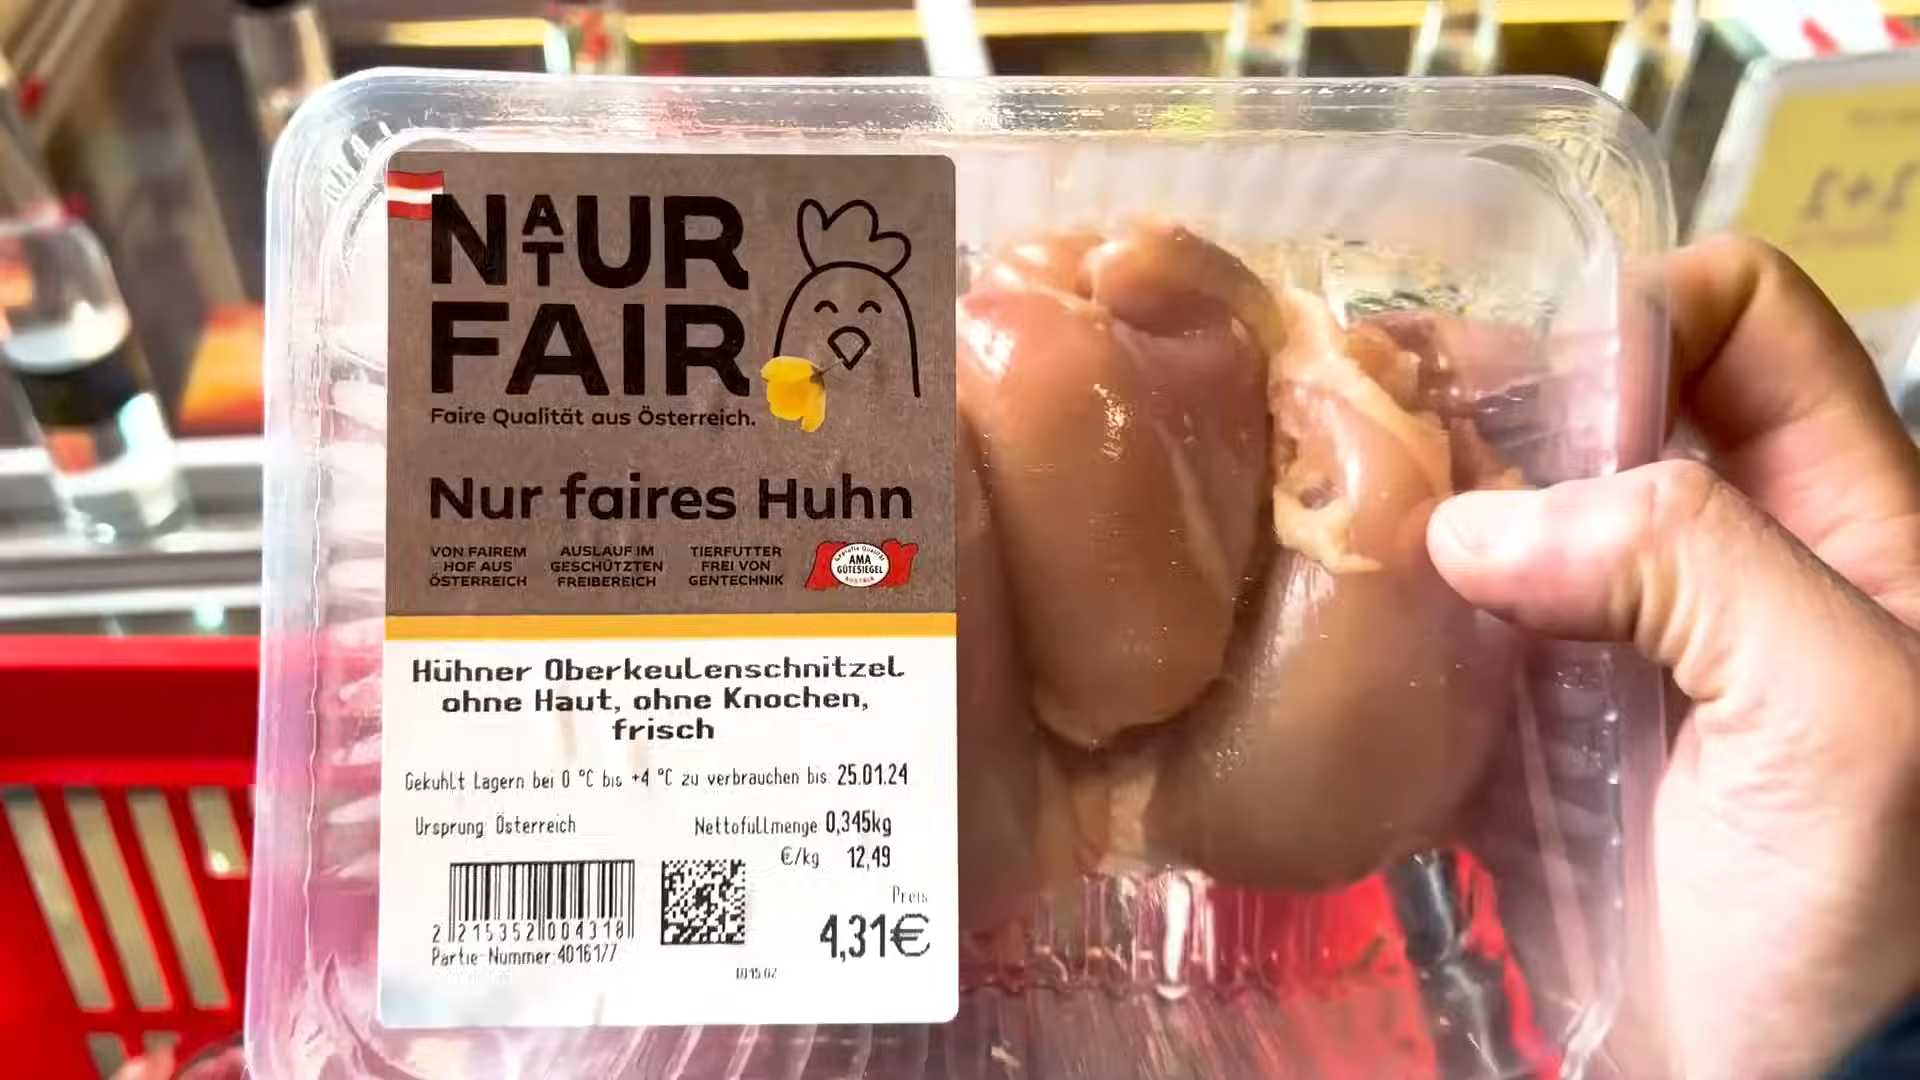 NATUR
FAIR
Faire Qualität aus Österreich.
Nur faires Huhn
VON FAIREM
HOF AUS
ÖSTERREICH
AUSLAUF IM
GESCHÜTZTEN
FREIBEREICH
TIERFUTTER
FREI VON
GENTECHNIK
Geprüfte Qualität
AMA
GÜTESIEGEL
AUSTRIA
Hühner Oberkeulenschnitzel
ohne Haut, ohne Knochen,
frisch
Gekühlt lagern bei 0 °C bis +4 °C zu verbrauchen bis: 25.01.24
Ursprung: Österreich
Nettofüllmenge 0,345kg
€/kg 12,49
Preis
4,31€
2 215352 004318
Partie-Nummer:4016177